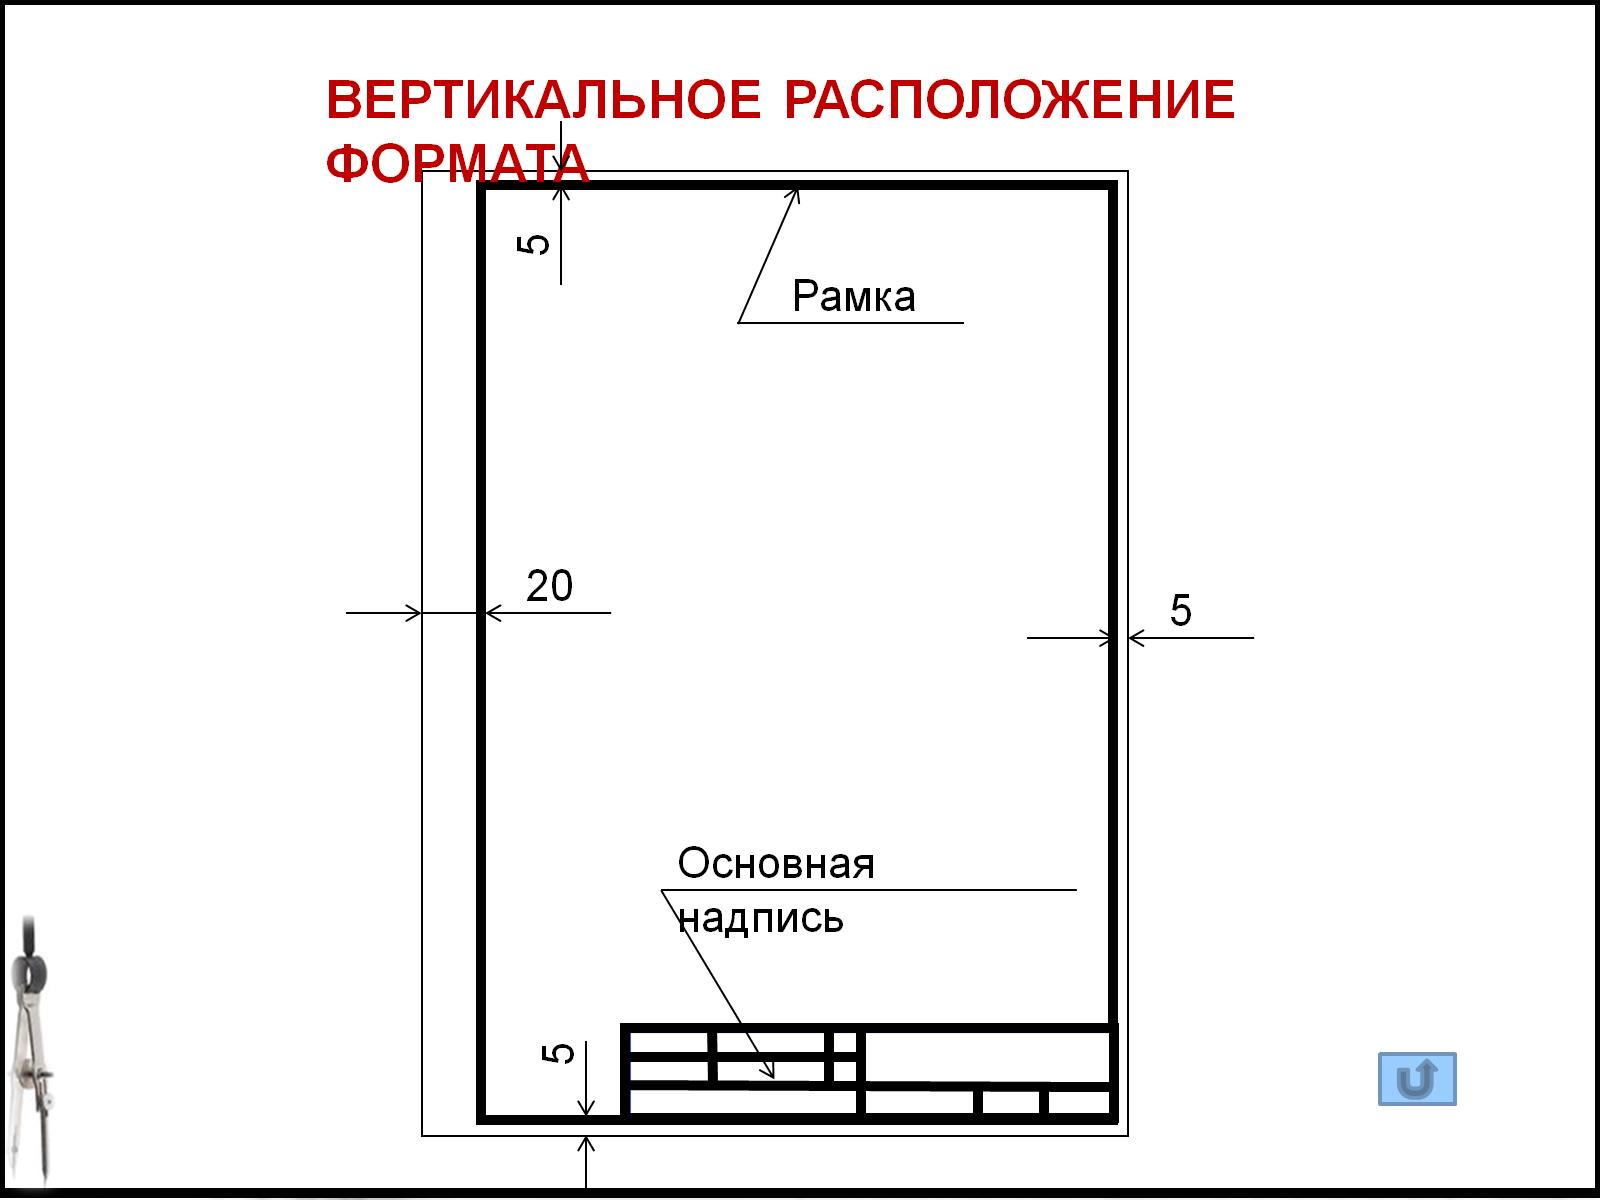 ВЕРТИКАЛЬНОЕ РАСПОЛОЖЕНИЕ
ФОРМАТА
5
Рамка
20
5
Основная
надпись
5